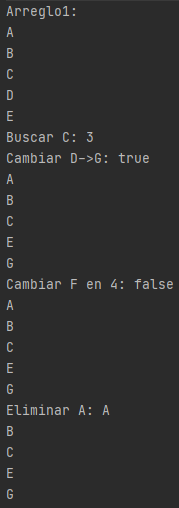 Arreglo1:
A
B
C
D
E
Buscar C: 3
Cambiar D->G: true
A
B
C
E
G
Cambiar F en 4: false
A
B
C
E
G
Eliminar A: A
B
C
E
G